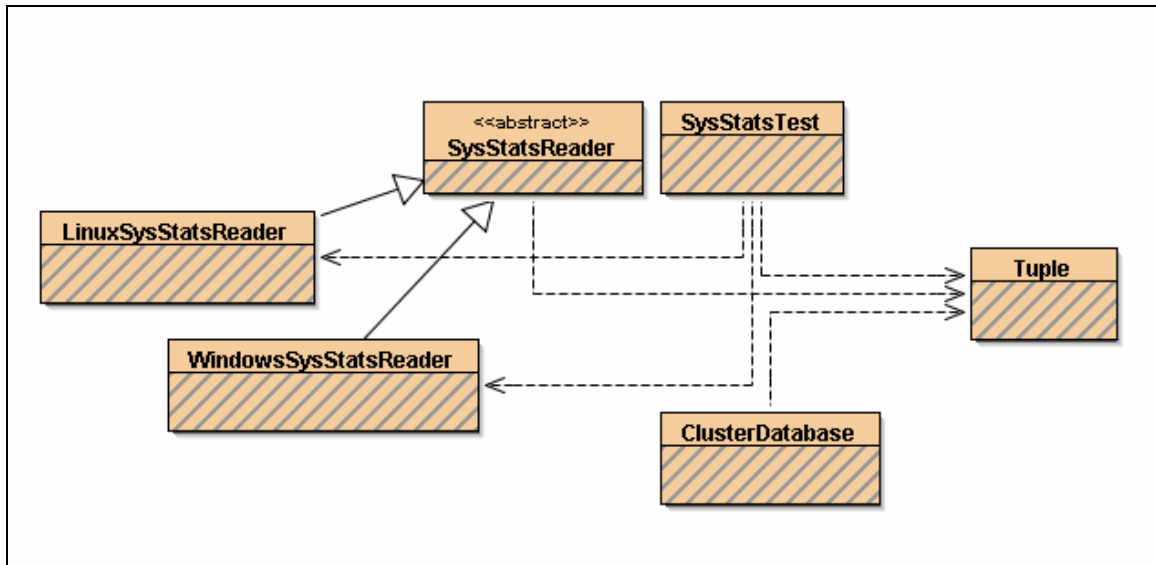 <<abstract>>
SysStatsReader
SysStatsTest
LinuxSysStatsReader
Tuple
WindowsSysStatsReader
ClusterDatabase